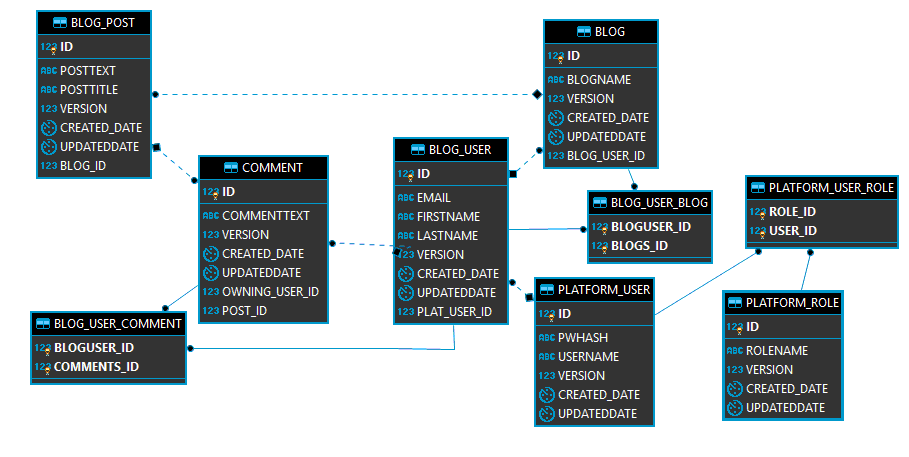 BLOG_POST
123 ID
ABC POSTTEXT
ABC POSTTITLE
123 VERSION
CREATED_DATE
UPDATEDDATE
123 BLOG_ID
BLOG
123 ID
ABC BLOGNAME
123 VERSION
CREATED_DATE
UPDATEDDATE
123 BLOG_USER_ID
COMMENT
123 ID
ABC COMMENTTEXT
123 VERSION
CREATED_DATE
UPDATEDDATE
123 OWNING_USER_ID
123 POST_ID
BLOG_USER
123 ID
ABC EMAIL
ABC FIRSTNAME
ABC LASTNAME
123 VERSION
CREATED_DATE
UPDATEDDATE
123 PLAT_USER_ID
BLOG_USER_BLOG
123 BLOGUSER_ID
123 BLOGS_ID
PLATFORM_USER_ROLE
123 ROLE_ID
123 USER_ID
BLOG_USER_COMMENT
123 BLOGUSER_ID
123 COMMENTS_ID
PLATFORM_USER
123 ID
ABC PWHASH
ABC USERNAME
123 VERSION
CREATED_DATE
UPDATEDDATE
PLATFORM_ROLE
123 ID
ABC ROLENAME
123 VERSION
CREATED_DATE
UPDATEDDATE